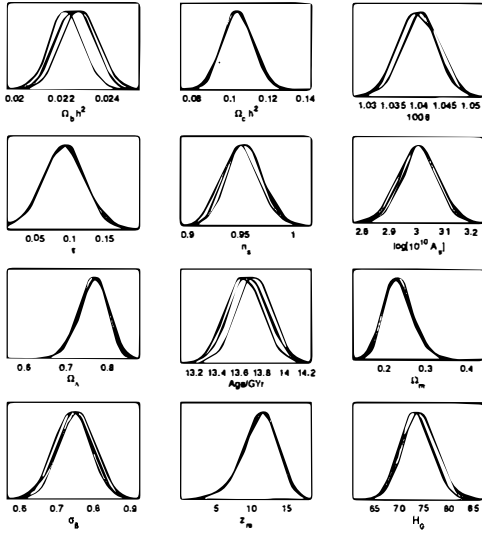 0.02 0.022 0.024 0.08 0.1 0.12 0.14 1.03 1.035 1.04 1.045 1.05
Ω_b h² Ω_c h² 100θ
0.05 0.1 0.15 0.9 0.95 1 2.8 2.9 3 3.1 3.2
τ n_s log[10¹⁰ A_s]
0.6 0.7 0.8 13.2 13.4 13.6 13.8 14 14.2 0.2 0.3 0.4
Ω_Λ Age/GYr Ω_m
0.6 0.7 0.8 0.9 5 10 15 65 70 75 80 85
σ_8 z_re H_0